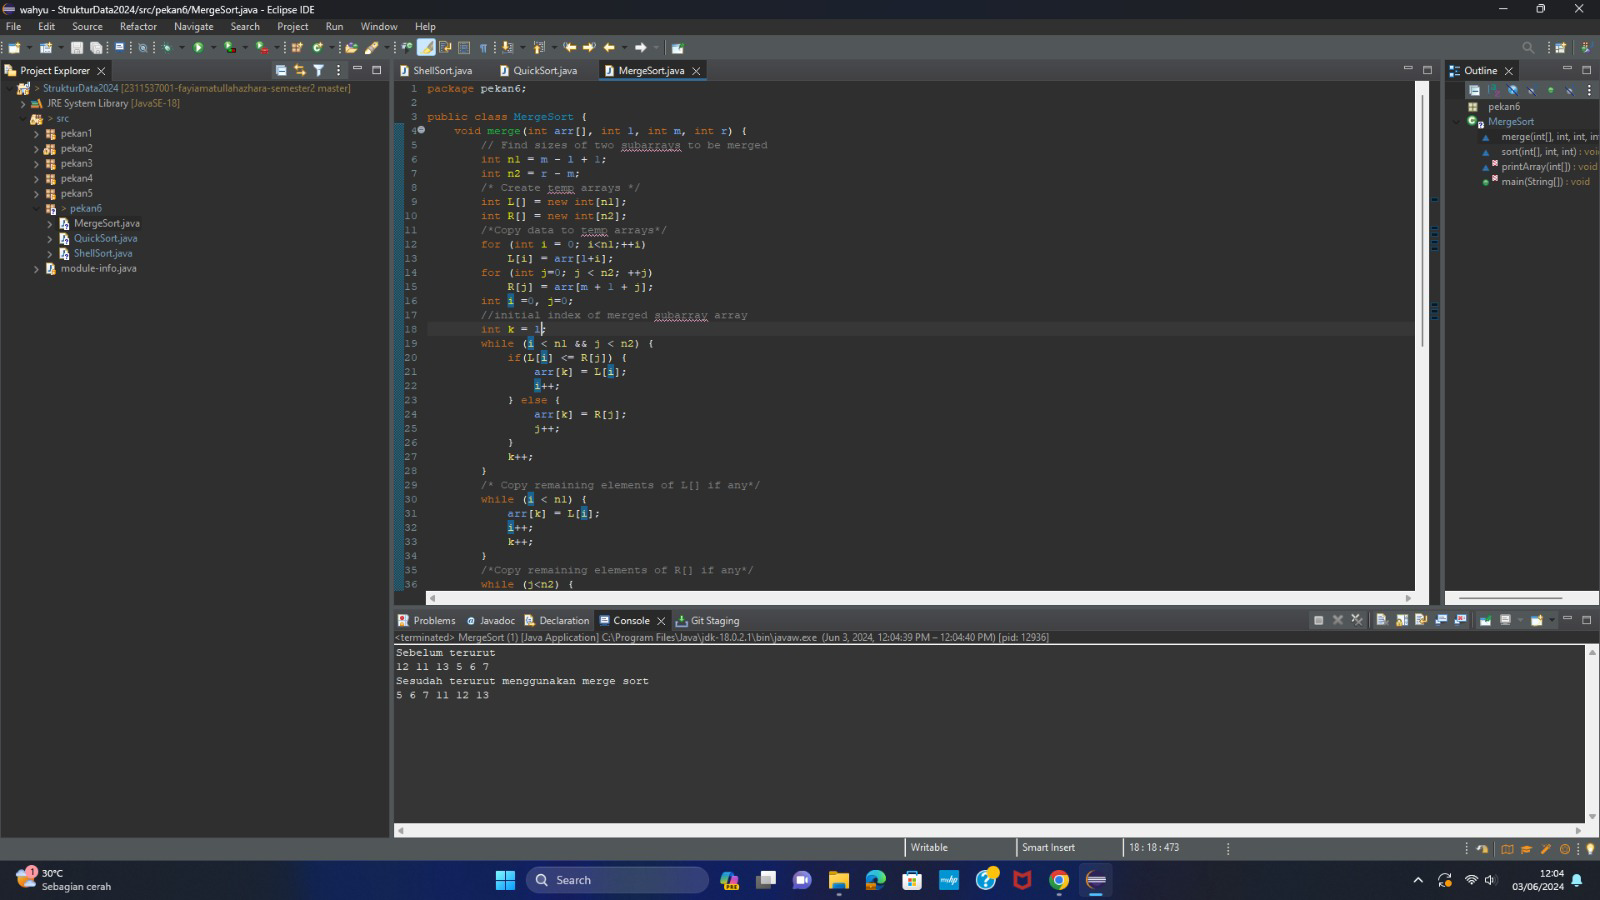 wahyu - StrukturData2024/src/pekan6/MergeSort.java - Eclipse IDE
File Edit Source Refactor Navigate Search Project Run Window Help
Project Explorer
StrukturData2024 [2311537001-fayiamatullahazhara-semester2 master]
JRE System Library [JavaSE-18]
> src
pekan1
pekan2
pekan3
pekan4
pekan5
> pekan6
MergeSort.java
QuickSort.java
ShellSort.java
module-info.java
ShellSort.java QuickSort.java MergeSort.java
1 package pekan6;
2
3 public class MergeSort {
4 void merge(int arr[], int l, int m, int r) {
5 // Find sizes of two subarrays to be merged
6 int n1 = m - l + 1;
7 int n2 = r - m;
8 /* Create temp arrays */
9 int L[] = new int[n1];
10 int R[] = new int[n2];
11 /*Copy data to temp arrays*/
12 for (int i = 0; i<n1;++i)
13 L[i] = arr[l+i];
14 for (int j=0; j < n2; ++j)
15 R[j] = arr[m + 1 + j];
16 int i =0, j=0;
17 //initial index of merged subarray array
18 int k = l;
19 while (i < n1 && j < n2) {
20 if(L[i] <= R[j]) {
21 arr[k] = L[i];
22 i++;
23 } else {
24 arr[k] = R[j];
25 j++;
26 }
27 k++;
28 }
29 /* Copy remaining elements of L[] if any*/
30 while (i < n1) {
31 arr[k] = L[i];
32 i++;
33 k++;
34 }
35 /*Copy remaining elements of R[] if any*/
36 while (j<n2) {
Outline
pekan6
MergeSort
merge(int[], int, int, in
sort(int[], int, int) : voi
printArray(int[]) : void
main(String[]) : void
Problems Javadoc Declaration Console Git Staging
<terminated> MergeSort (1) [Java Application] C:\Program Files\Java\jdk-18.0.2.1\bin\javaw.exe (Jun 3, 2024, 12:04:39 PM – 12:04:40 PM) [pid: 12936]
Sebelum terurut
12 11 13 5 6 7
Sesudah terurut menggunakan merge sort
5 6 7 11 12 13
Writable Smart Insert 18 : 18 : 473
1
30°C
Sebagian cerah
Search
PRE
12:04
03/06/2024